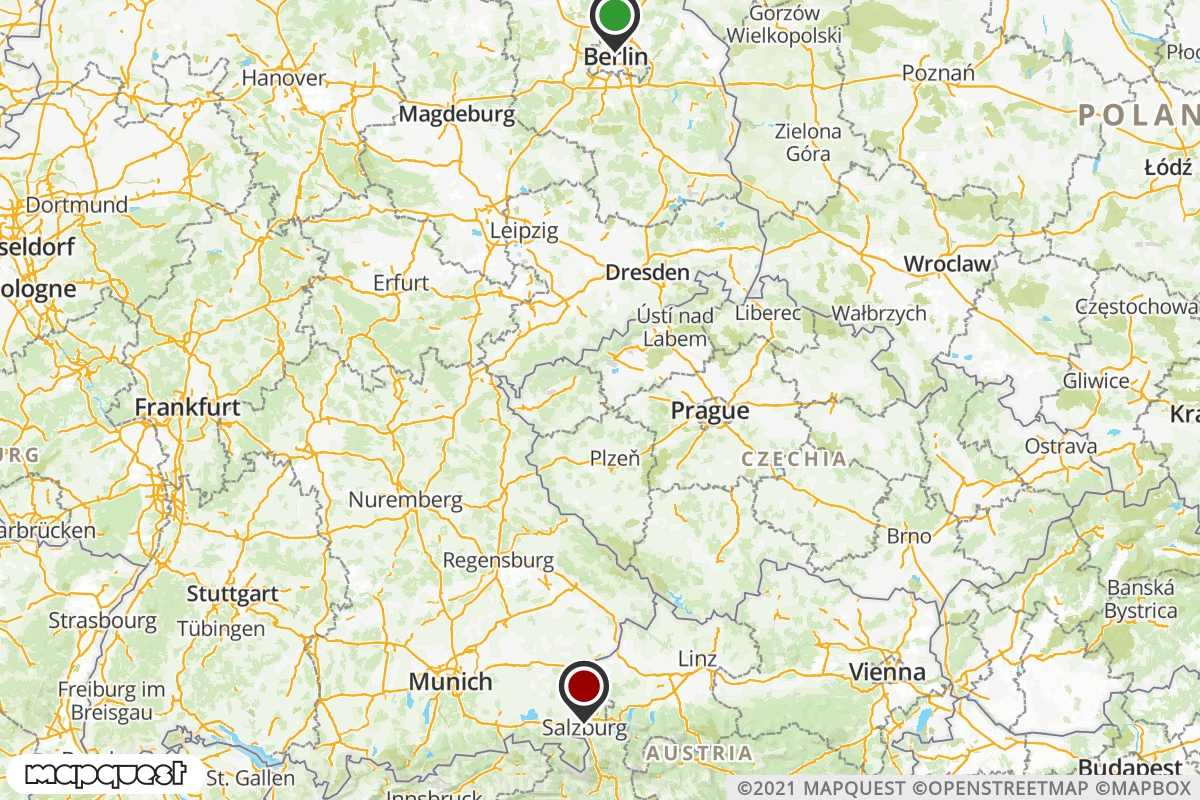 Gorzów
Wielkopolski
Berlin
Hanover
Poznań
Płoc
Magdeburg
POLAN
Zielona
Góra
Łódź
Dortmund
Leipzig
seldorf
Dresden
Wroclaw
Erfurt
ologne
Ústí nad
Labem
Liberec
Wałbrzych
Częstochowa
Gliwice
Frankfurt
Prague
Kra
Ostrava
URG
Plzeň
CZECHIA
Nuremberg
arbrücken
Brno
Regensburg
Banská
Bystrica
Stuttgart
Strasbourg
Tübingen
Linz
Vienna
Munich
Freiburg im
Breisgau
Salzburg
AUSTRIA
Budapest
mapquest
St. Gallen
Innsbruck
©2021 MAPQUEST ©OPENSTREETMAP ©MAPBOX